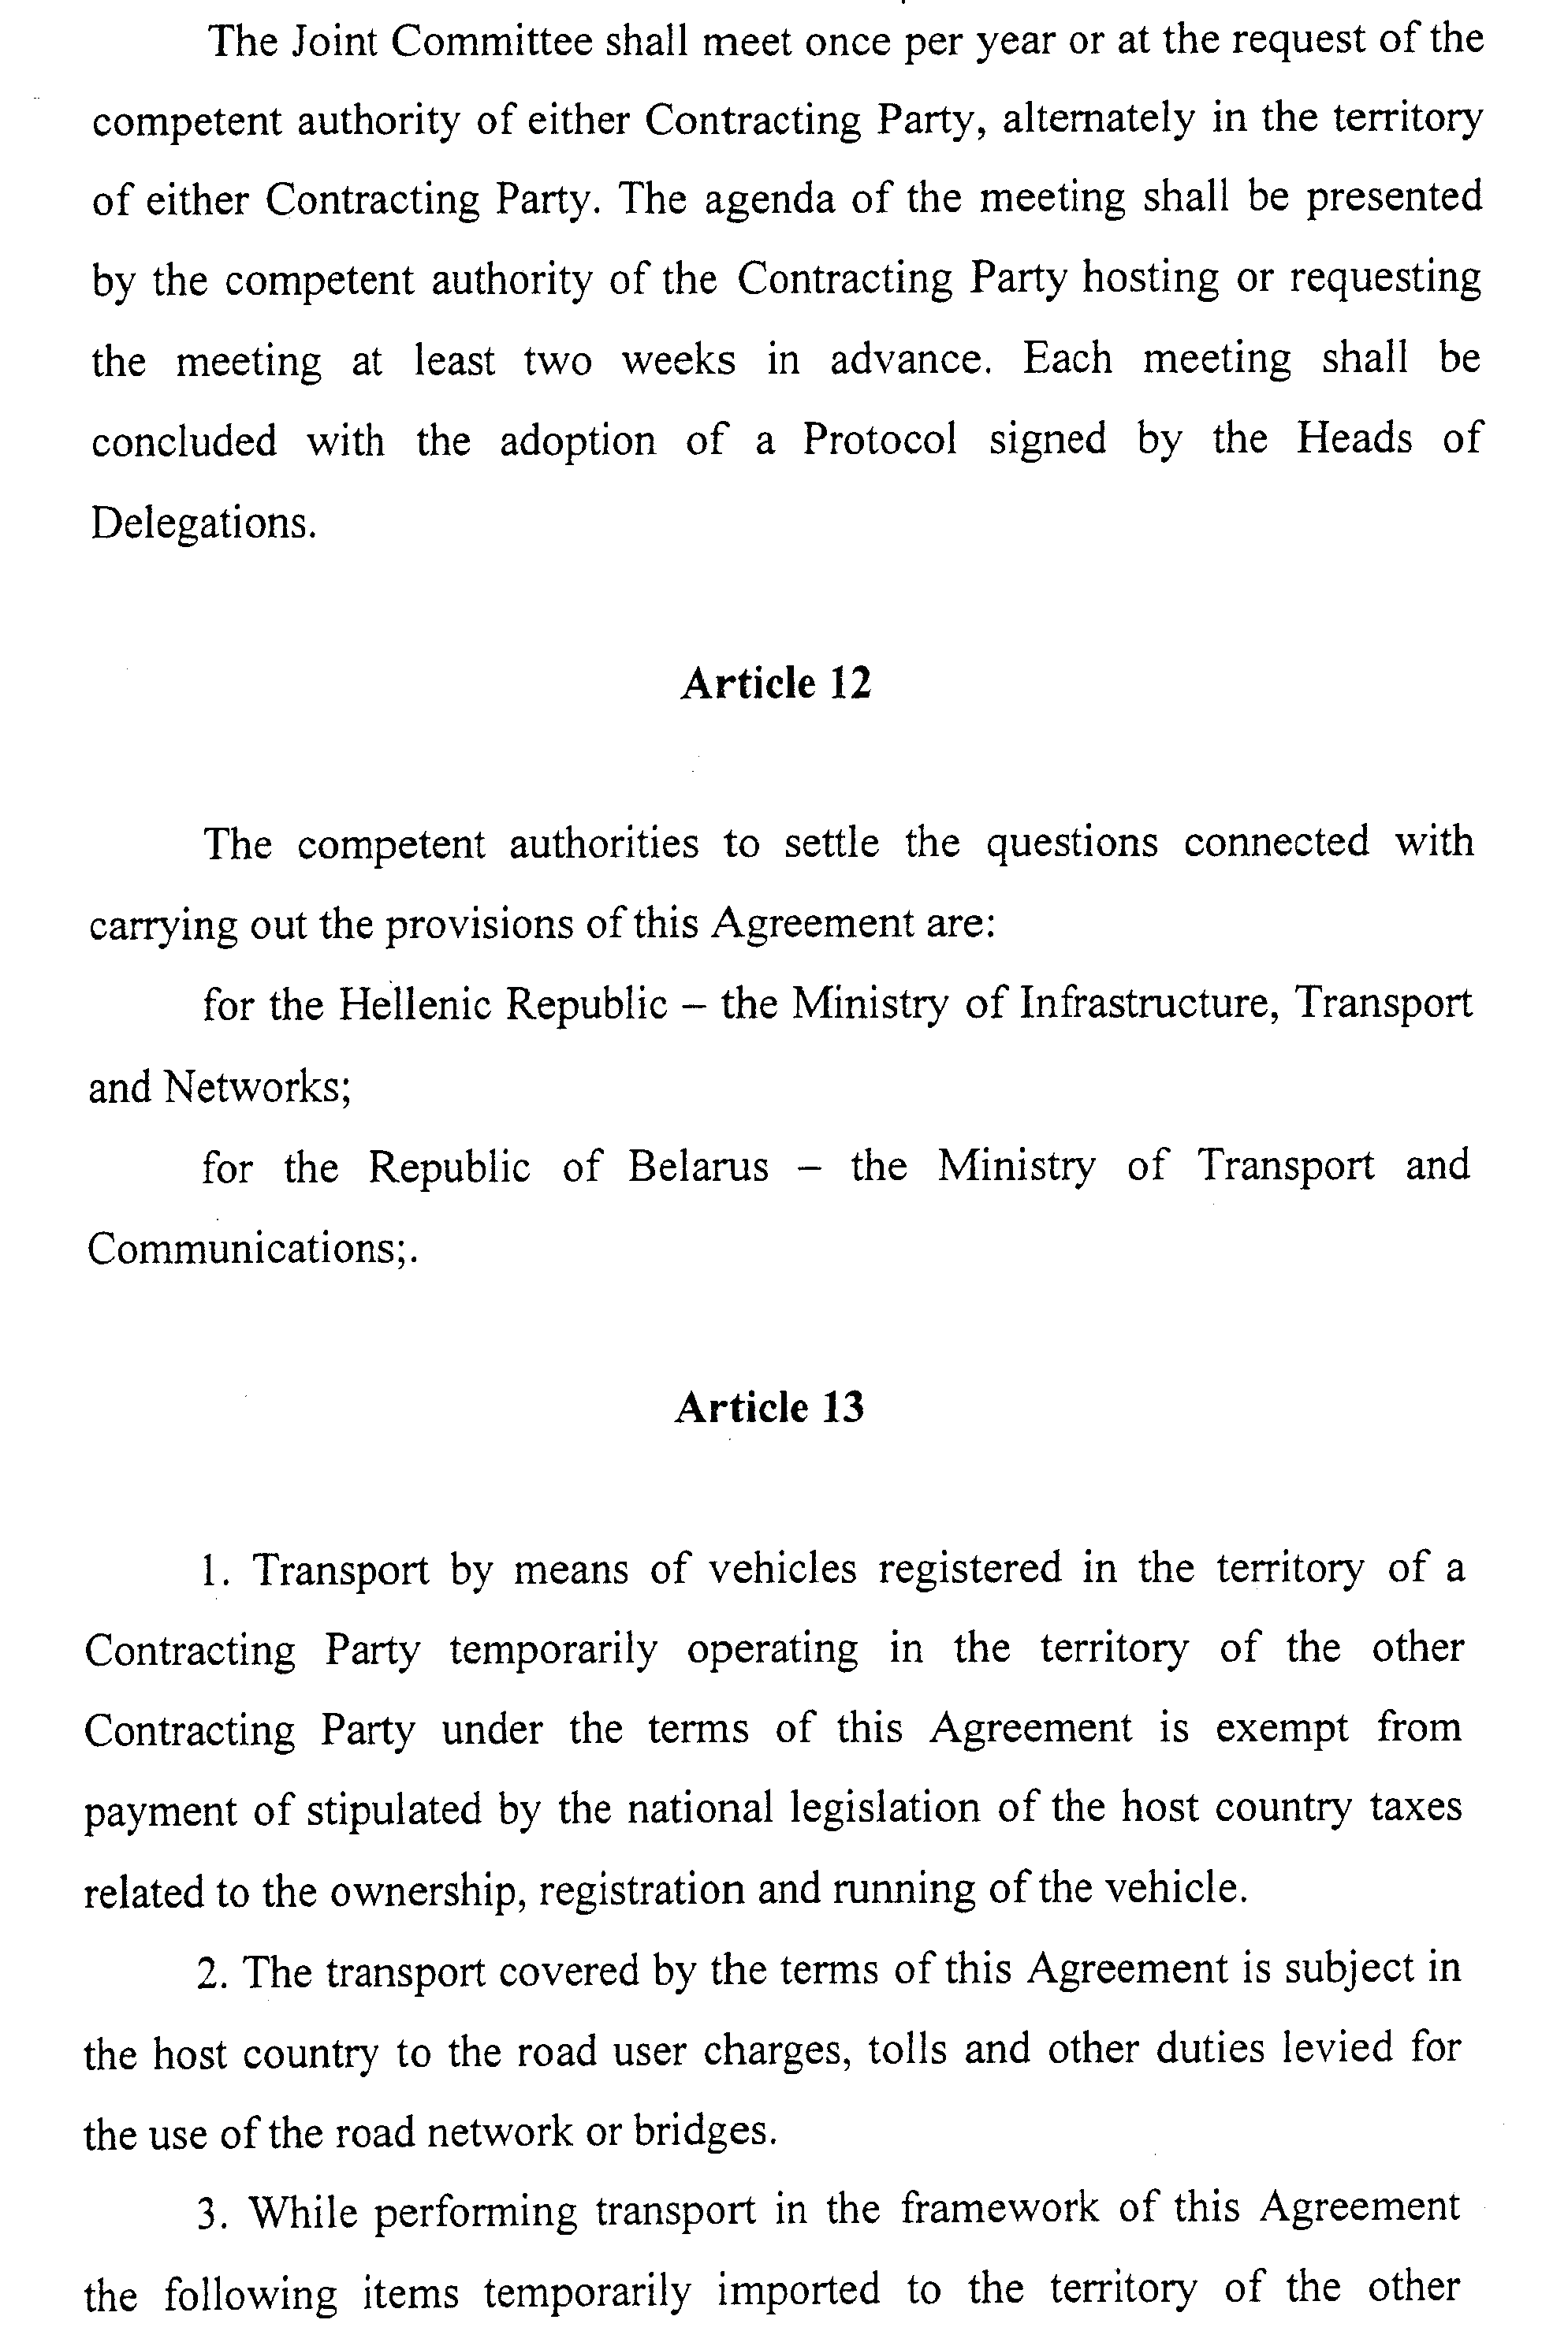 The Joint Committee shall meet once per year or at the request of the
competent authority of either Contracting Party, alternately in the territory
of either Contracting Party. The agenda of the meeting shall be presented
by the competent authority of the Contracting Party hosting or requesting
the meeting at least two weeks in advance. Each meeting shall be
concluded with the adoption of a Protocol signed by the Heads of
Delegations.
Article 12
The competent authorities to settle the questions connected with
carrying out the provisions of this Agreement are:
for the Hellenic Republic – the Ministry of Infrastructure, Transport
and Networks;
for the Republic of Belarus – the Ministry of Transport and
Communications;.
Article 13
1. Transport by means of vehicles registered in the territory of a
Contracting Party temporarily operating in the territory of the other
Contracting Party under the terms of this Agreement is exempt from
payment of stipulated by the national legislation of the host country taxes
related to the ownership, registration and running of the vehicle.
2. The transport covered by the terms of this Agreement is subject in
the host country to the road user charges, tolls and other duties levied for
the use of the road network or bridges.
3. While performing transport in the framework of this Agreement
the following items temporarily imported to the territory of the other